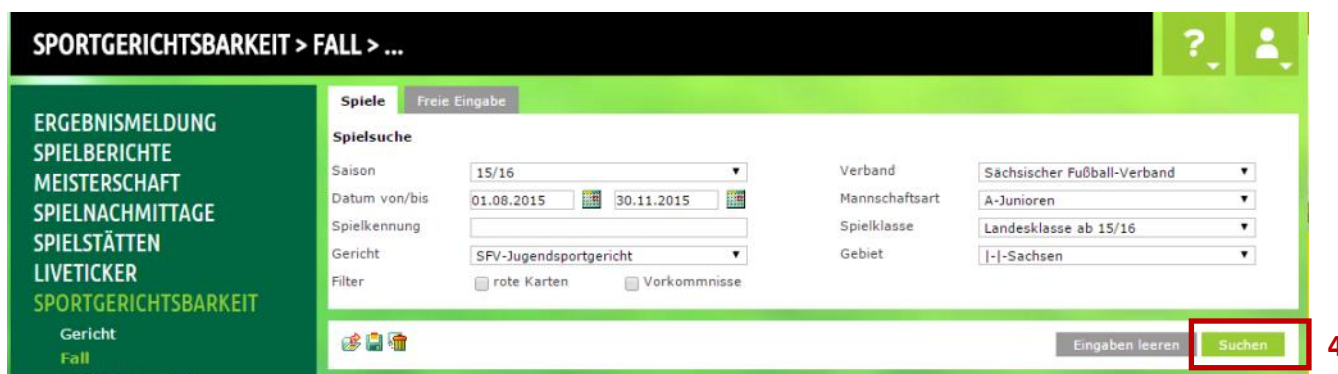 SPORTGERICHTSBARKEIT > FALL > ...
?
ERGEBNISMELDUNG
SPIELBERICHTE
MEISTERSCHAFT
SPIELNACHMITTAGE
SPIELSTÄTTEN
LIVETICKER
SPORTGERICHTSBARKEIT
Gericht
Fall
Spiele Freie Eingabe
Spielsuche
Saison 15/16 Verband Sächsischer Fußball-Verband
Datum von/bis 01.08.2015 30.11.2015 Mannschaftsart A-Junioren
Spielkennung Spielklasse Landesklasse ab 15/16
Gericht SFV-Jugendsportgericht Gebiet |-|-Sachsen
Filter rote Karten Vorkommnisse
Eingaben leeren Suchen
4